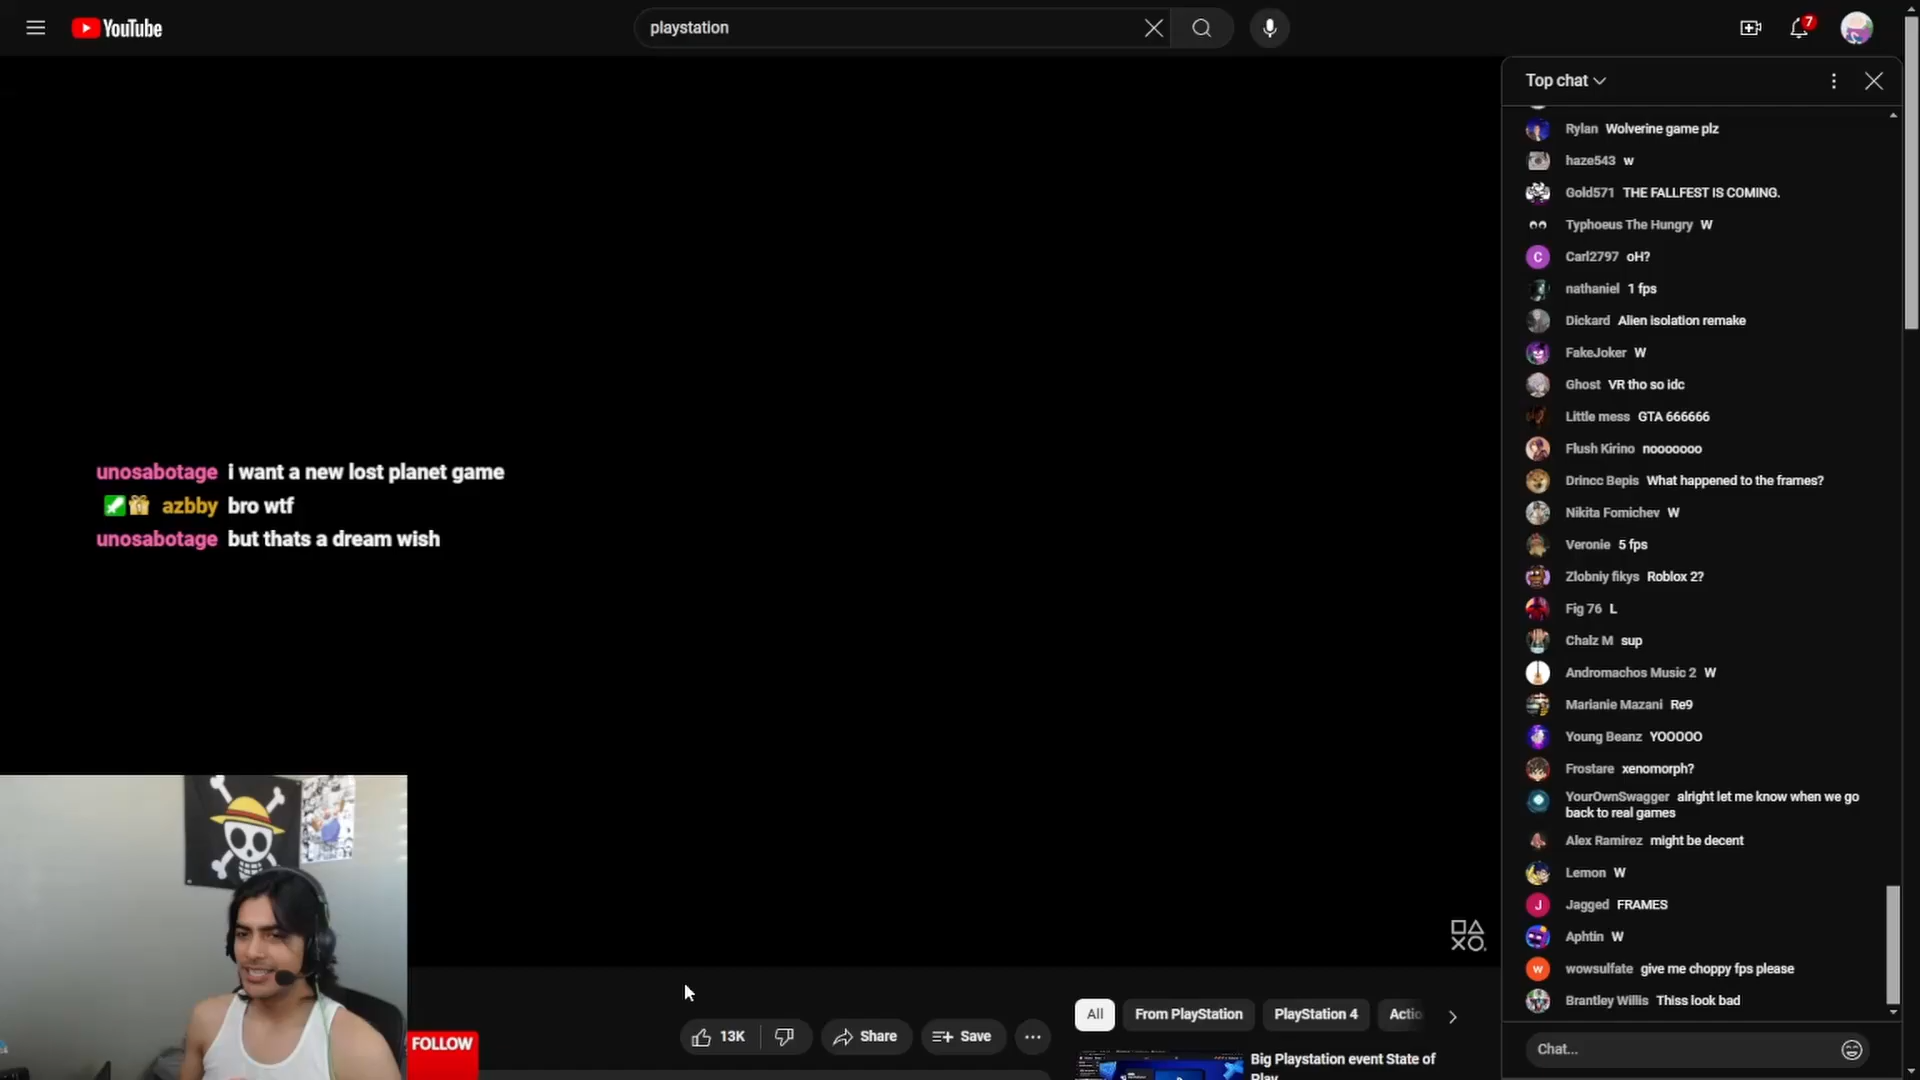 YouTube
playstation
7
Top chat
Rylan Wolverine game plz
haze543 w
Gold571 THE FALLFEST IS COMING.
Typhoeus The Hungry W
C Carl2797 oH?
nathaniel 1 fps
Dickard Alien isolation remake
FakeJoker W
Ghost VR tho so idc
Little mess GTA 666666
Flush Kirino nooooooo
Drincc Bepis What happened to the frames?
Nikita Fomichev W
Veronie 5 fps
Zlobniy fikys Roblox 2?
Fig 76 L
Chalz M sup
Andromachos Music 2 W
Marianie Mazani Re9
Young Beanz YOOOOO
Frostare xenomorph?
YourOwnSwagger alright let me know when we go
back to real games
Alex Ramirez might be decent
Lemon W
J Jagged FRAMES
Aphtin W
w wowsulfate give me choppy fps please
Brantley Willis Thiss look bad
Chat...
unosabotage i want a new lost planet game
azbby bro wtf
unosabotage but thats a dream wish
FOLLOW
13K
Share
Save
All
From PlayStation
PlayStation 4
Actio
Big Playstation event State of
Play